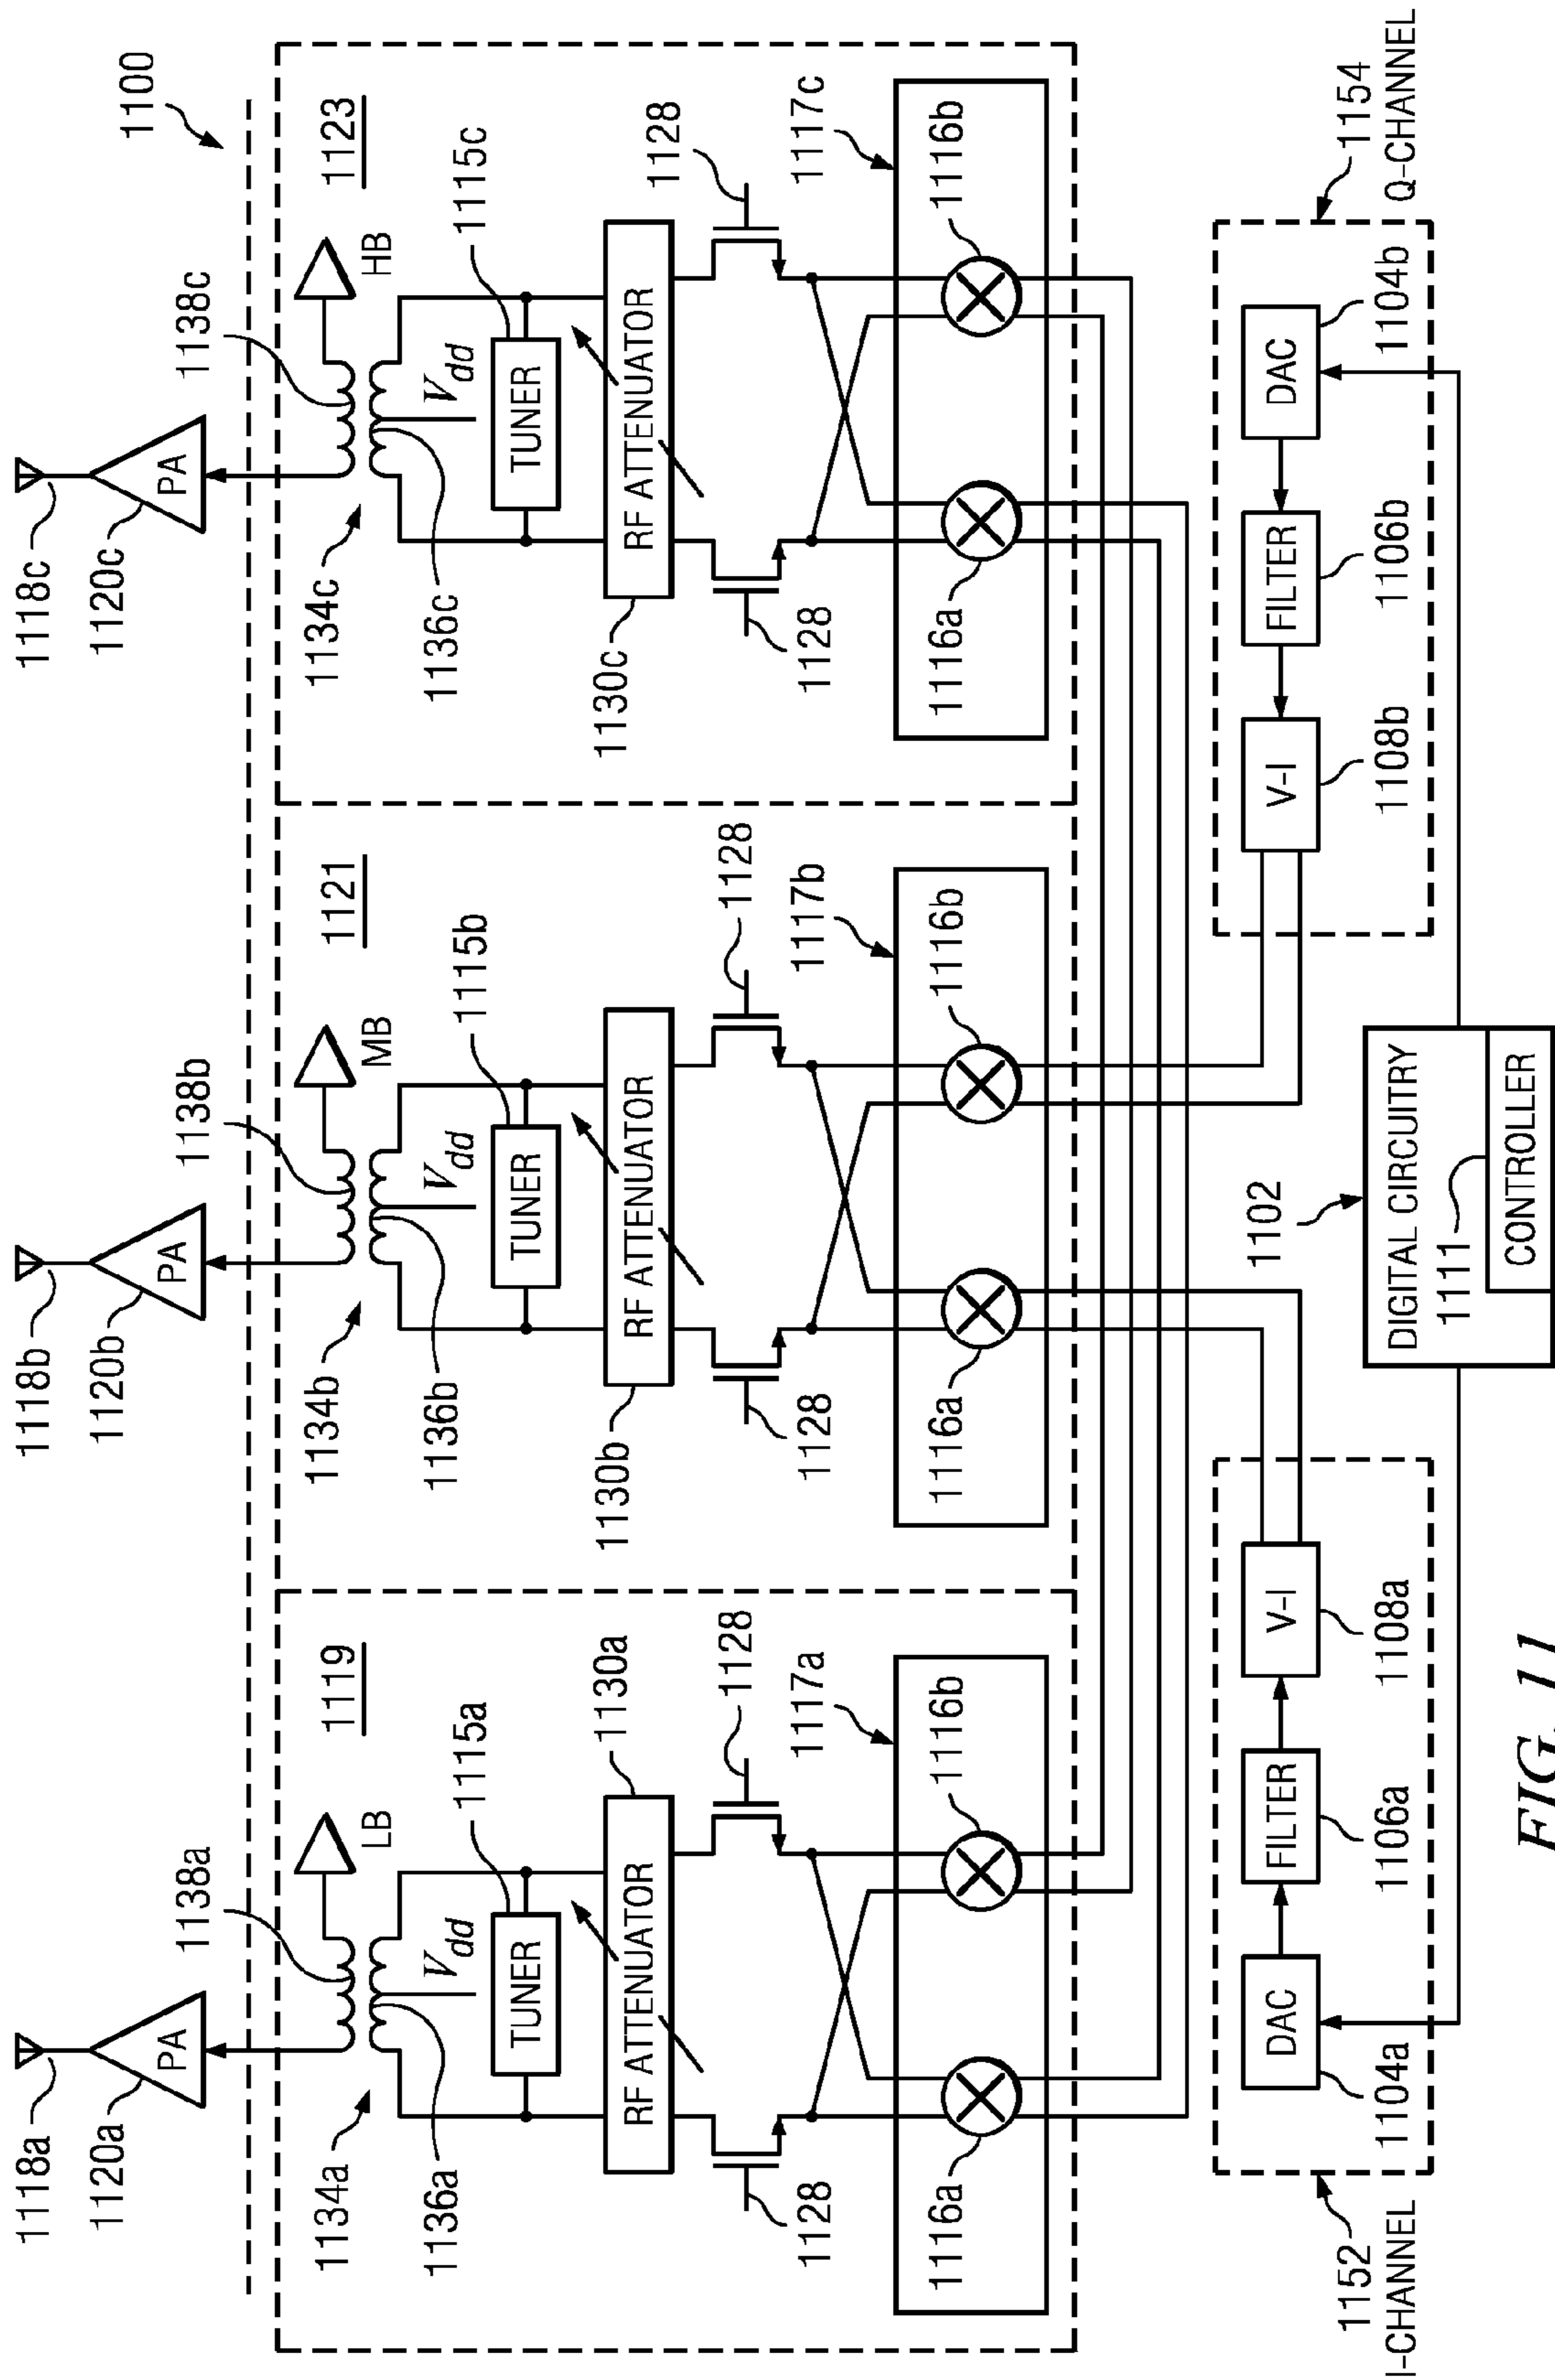 1100
1118a
1118b
1118c
1120a
PA
1120b
PA
1120c
PA
1138a
1138b
1138c
1119
1121
1123
1134a
LB
1134b
MB
1134c
HB
1136a
Vdd
1115a
1136b
Vdd
1115b
1136c
Vdd
1115c
TUNER
TUNER
TUNER
1130a
1130b
1130c
RF ATTENUATOR
RF ATTENUATOR
RF ATTENUATOR
1128
1128
1128
1128
1128
1128
1117a
1117b
1117c
1116a
1116b
1116a
1116b
1116a
1116b
1152
I-CHANNEL
1154
Q-CHANNEL
DAC
FILTER
V-I
1102
V-I
FILTER
DAC
1104a
1106a
1108a
1108b
1106b
1104b
DIGITAL CIRCUITRY
1111
CONTROLLER
FIG. 11